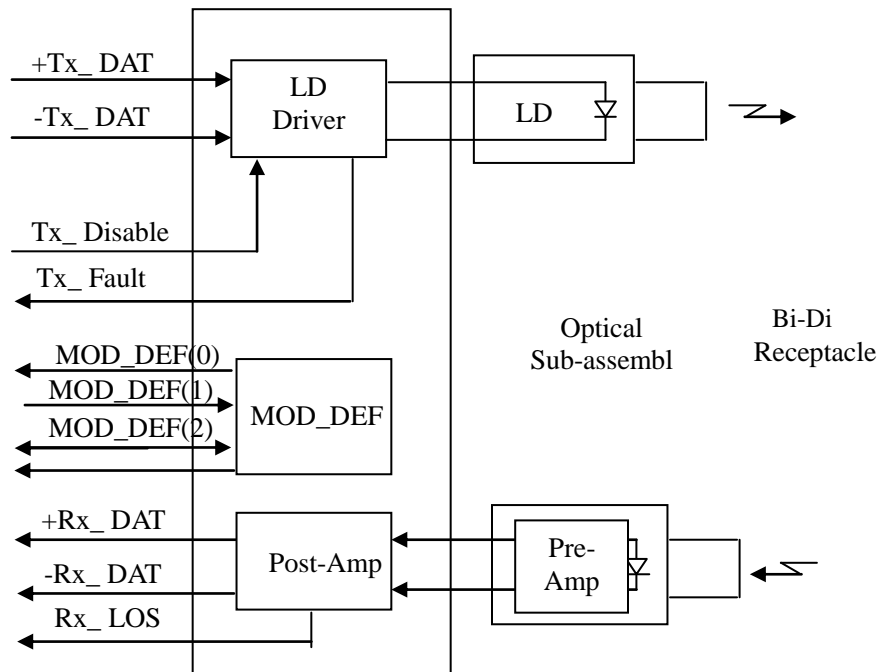 +Tx_ DAT
-Tx_ DAT
LD
Driver
LD
Tx_ Disable
Tx_ Fault
Optical
Sub-assembl
Bi-Di
Receptacle
MOD_DEF(0)
MOD_DEF(1)
MOD_DEF(2)
MOD_DEF
+Rx_ DAT
-Rx_ DAT
Rx_ LOS
Post-Amp
Pre-
Amp